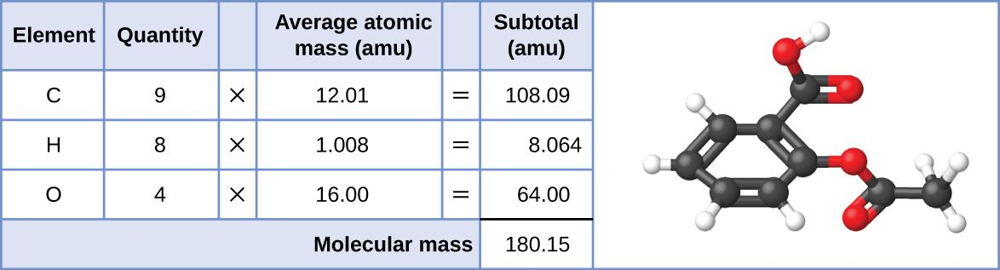 Element Quantity Average atomic mass (amu) Subtotal (amu)
C 9 × 12.01 = 108.09
H 8 × 1.008 = 8.064
O 4 × 16.00 = 64.00
Molecular mass 180.15